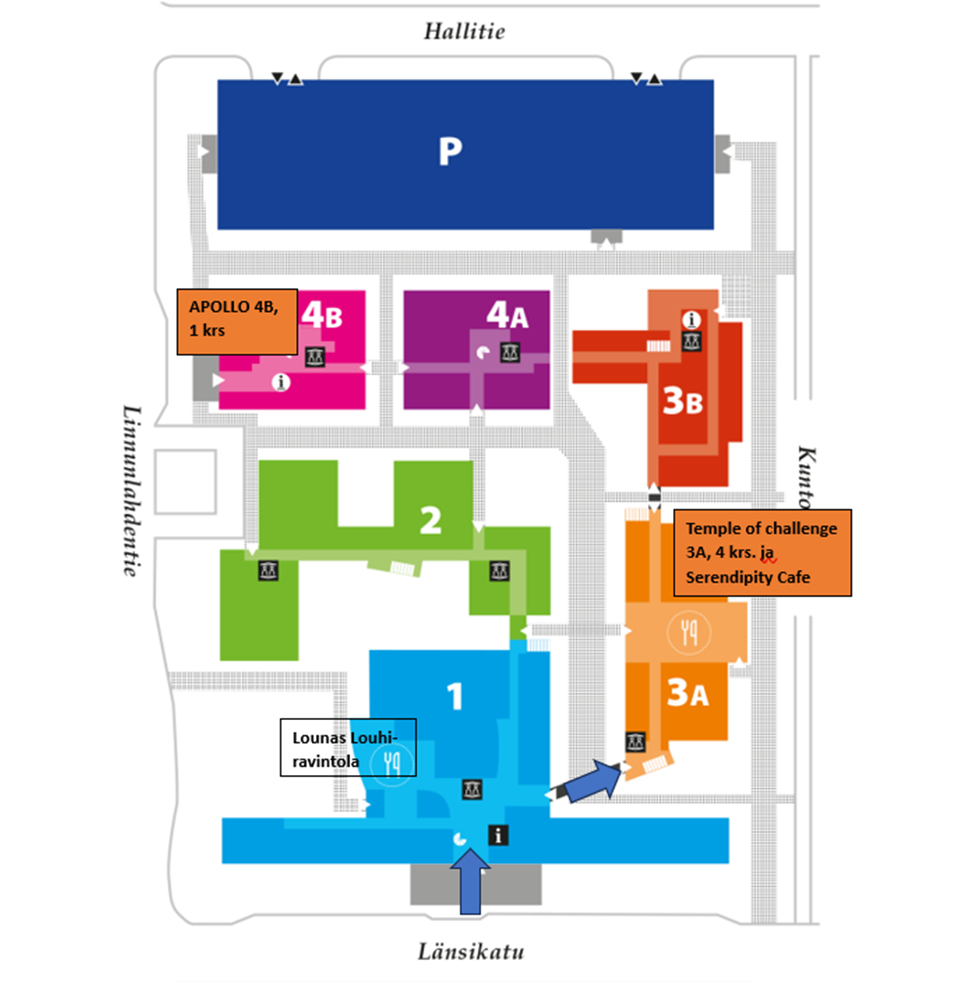 Hallitie
P
APOLLO 4B,
1 krs
4B
4A
3B
Linnunlahdentie
Kunto
2
Temple of challenge
3A, 4 krs. ja
Serendipity Cafe
1
3A
Lounas Louhi-
ravintola
Länsikatu